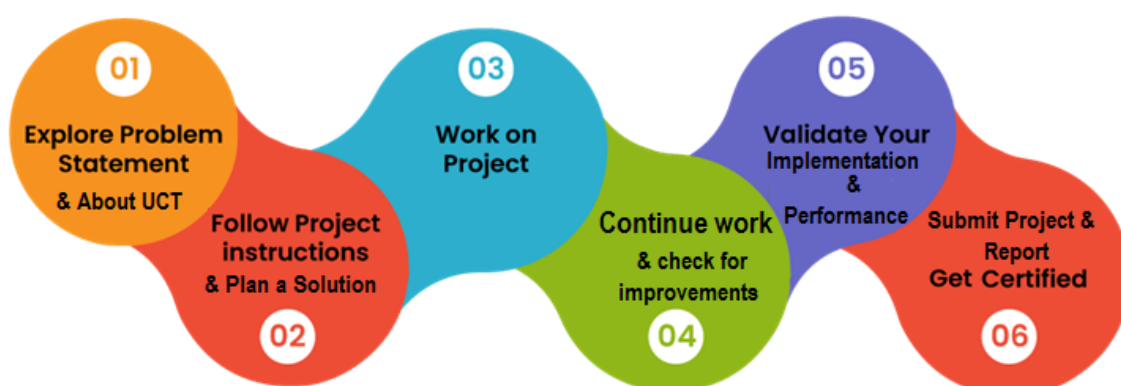 01
Explore Problem
Statement
& About UCT
Follow Project
instructions
& Plan a Solution
02
03
Work on
Project
Continue work
& check for
improvements
04
05
Validate Your
Implementation
&
Performance
Submit Project &
Report
Get Certified
06